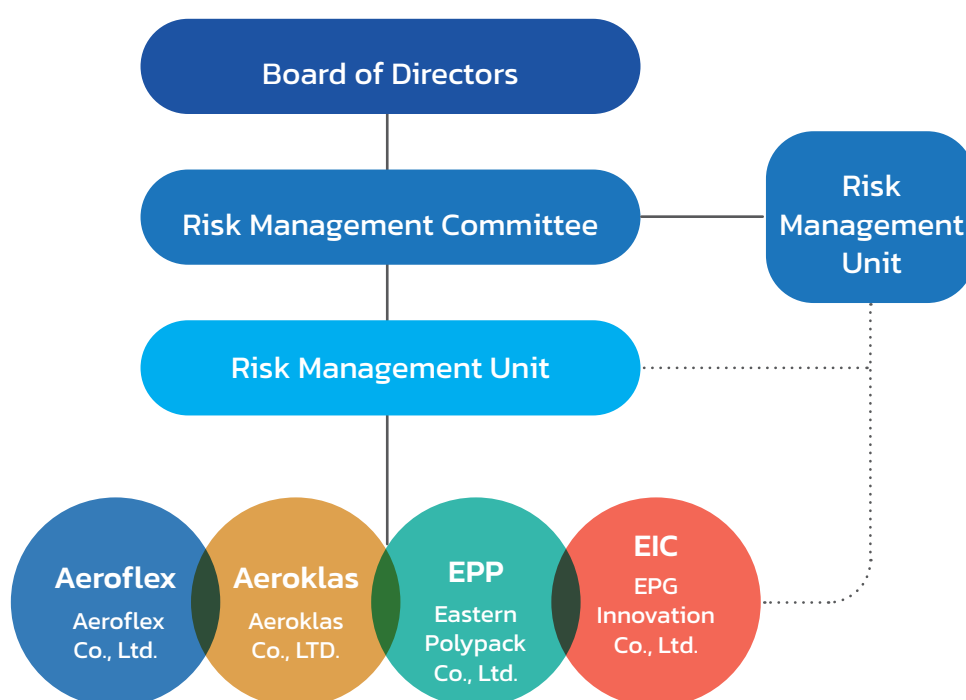 Board of Directors
Risk Management Committee
Risk
Management
Unit
Risk Management Unit
Aeroflex
Aeroflex
Co., Ltd.
Aeroklas
Aeroklas
Co., LTD.
EPP
Eastern
Polypack
Co., Ltd.
EIC
EPG
Innovation
Co., Ltd.